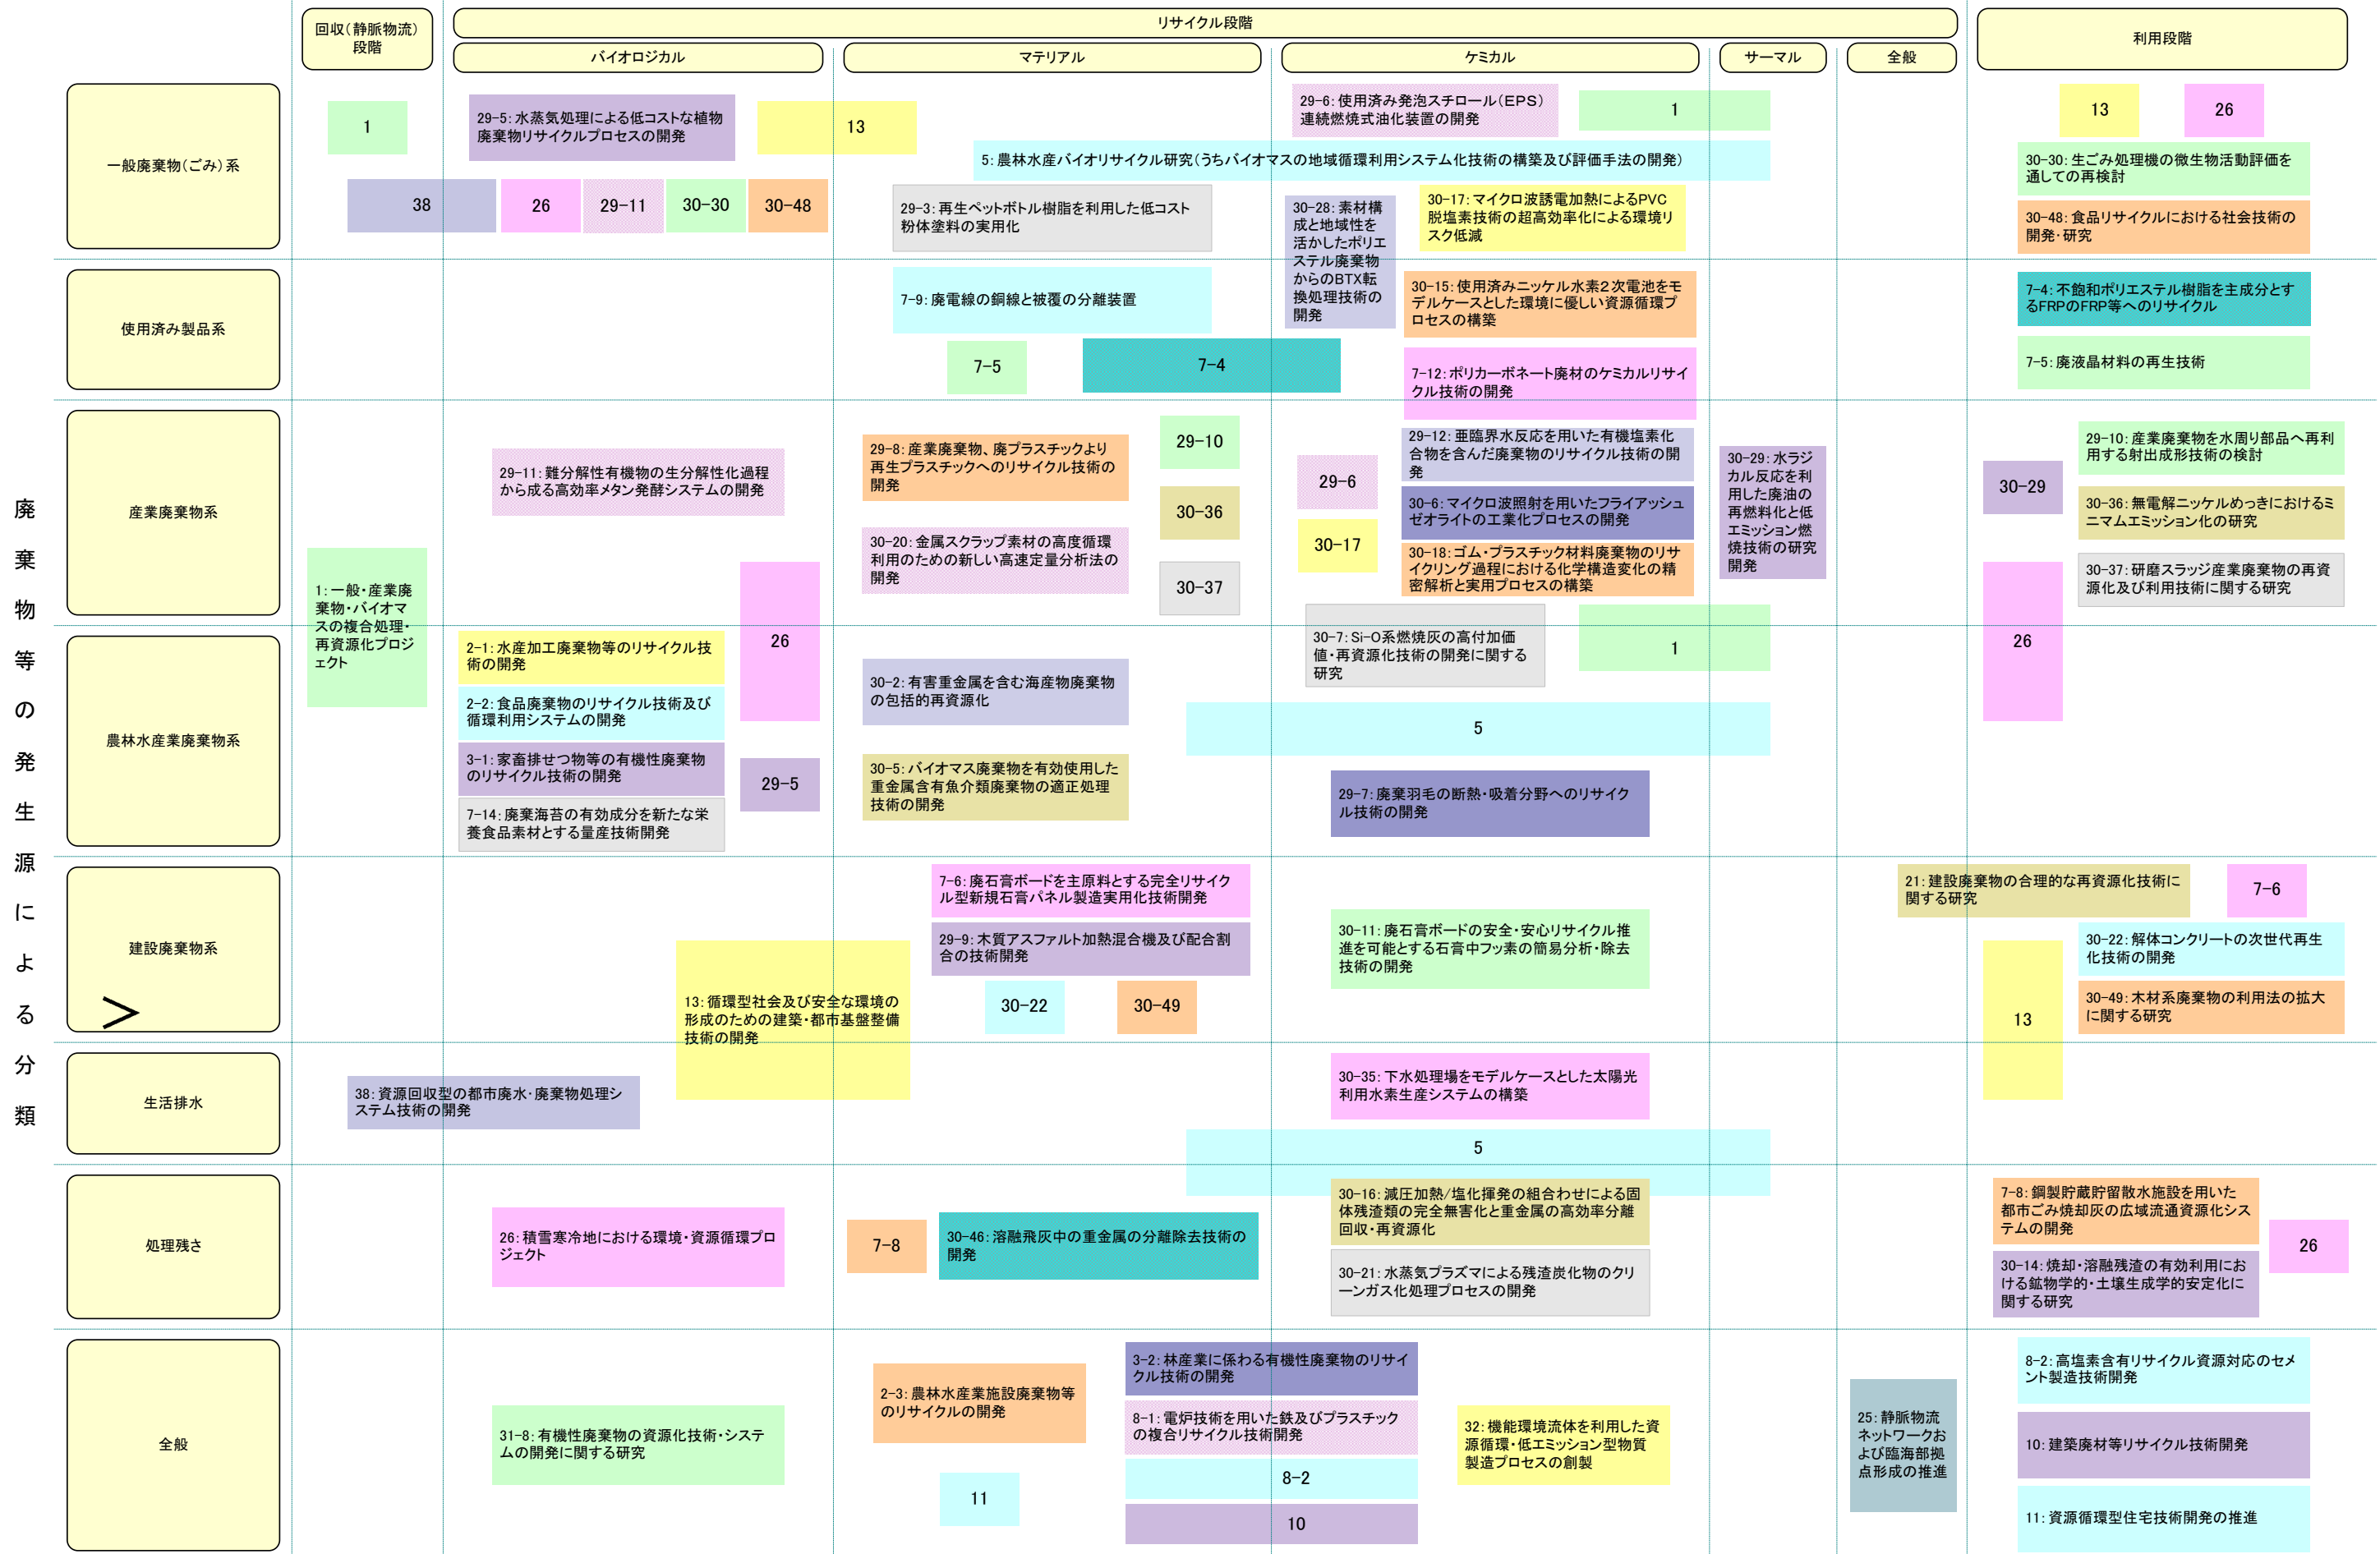 回収(静脈物流)
段階
リサイクル段階
利用段階
バイオロジカル
マテリアル
ケミカル
サーマル
全般
廃棄物等の発生源による分類
一般廃棄物(ごみ)系
1
29-5:水蒸気処理による低コストな植物
廃棄物リサイクルプロセスの開発
13
29-6:使用済み発泡スチロール(EPS)
連続燃焼式油化装置の開発
1
13
26
5:農林水産バイオリサイクル研究(うちバイオマスの地域循環利用システム化技術の構築及び評価手法の開発)
30-30:生ごみ処理機の微生物活動評価を
通しての再検討
38
26
29-11
30-30
30-48
29-3:再生ペットボトル樹脂を利用した低コスト
粉体塗料の実用化
30-28:素材構
成と地域性を
活かしたポリエ
ステル廃棄物
からのBTX転
換処理技術の
開発
30-17:マイクロ波誘電加熱によるPVC
脱塩素技術の超高効率化による環境リ
スク低減
30-48:食品リサイクルにおける社会技術の
開発・研究
使用済み製品系
7-9:廃電線の銅線と被覆の分離装置
30-15:使用済みニッケル水素2次電池をモ
デルケースとした環境に優しい資源循環プ
ロセスの構築
7-4:不飽和ポリエステル樹脂を主成分とす
るFRPのFRP等へのリサイクル
7-5
7-4
7-12:ポリカーボネート廃材のケミカルリサイ
クル技術の開発
7-5:廃液晶材料の再生技術
産業廃棄物系
29-11:難分解性有機物の生分解性化過程
から成る高効率メタン発酵システムの開発
29-8:産業廃棄物、廃プラスチックより
再生プラスチックへのリサイクル技術の
開発
29-10
30-36
30-20:金属スクラップ素材の高度循環
利用のための新しい高速定量分析法の
開発
30-37
29-6
30-17
29-12:亜臨界水反応を用いた有機塩素化
合物を含んだ廃棄物のリサイクル技術の開
発
30-6:マイクロ波照射を用いたフライアッシュ
ゼオライトの工業化プロセスの開発
30-18:ゴム・プラスチック材料廃棄物のリサ
イクリング過程における化学構造変化の精
密解析と実用プロセスの構築
30-29:水ラジ
カル反応を利
用した廃油の
再燃料化と低
エミッション燃
焼技術の研究
開発
30-29
29-10:産業廃棄物を水周り部品へ再利
用する射出成形技術の検討
30-36:無電解ニッケルめっきにおけるミ
ニマムエミッション化の研究
30-37:研磨スラッジ産業廃棄物の再資
源化及び利用技術に関する研究
1:一般・産業廃
棄物・バイオマ
スの複合処理・
再資源化プロジ
ェクト
26
30-7:Si-O系燃焼灰の高付加価
値・再資源化技術の開発に関する
研究
1
26
農林水産業廃棄物系
2-1:水産加工廃棄物等のリサイクル技
術の開発
2-2:食品廃棄物のリサイクル技術及び
循環利用システムの開発
3-1:家畜排せつ物等の有機性廃棄物
のリサイクル技術の開発
7-14:廃棄海苔の有効成分を新たな栄
養食品素材とする量産技術開発
29-5
30-2:有害重金属を含む海産物廃棄物
の包括的再資源化
30-5:バイオマス廃棄物を有効使用した
重金属含有魚介類廃棄物の適正処理
技術の開発
5
29-7:廃棄羽毛の断熱・吸着分野へのリサイク
ル技術の開発
建設廃棄物系
>
7-6:廃石膏ボードを主原料とする完全リサイク
ル型新規石膏パネル製造実用化技術開発
29-9:木質アスファルト加熱混合機及び配合割
合の技術開発
30-22
30-49
13:循環型社会及び安全な環境の
形成のための建築・都市基盤整備
技術の開発
30-11:廃石膏ボードの安全・安心リサイクル推
進を可能とする石膏中フッ素の簡易分析・除去
技術の開発
21:建設廃棄物の合理的な再資源化技術に
関する研究
7-6
30-22:解体コンクリートの次世代再生
化技術の開発
30-49:木材系廃棄物の利用法の拡大
に関する研究
13
生活排水
38:資源回収型の都市廃水・廃棄物処理シ
ステム技術の開発
30-35:下水処理場をモデルケースとした太陽光
利用水素生産システムの構築
5
処理残さ
26:積雪寒冷地における環境・資源循環プロ
ジェクト
7-8
30-46:溶融飛灰中の重金属の分離除去技術の
開発
30-16:減圧加熱/塩化揮発の組合わせによる固
体残渣類の完全無害化と重金属の高効率分離
回収・再資源化
30-21:水蒸気プラズマによる残渣炭化物のクリ
ーンガス化処理プロセスの開発
7-8:鋼製貯蔵貯留散水施設を用いた
都市ごみ焼却灰の広域流通資源化シス
テムの開発
30-14:焼却・溶融残渣の有効利用にお
ける鉱物学的・土壌生成学的安定化に
関する研究
26
全般
31-8:有機性廃棄物の資源化技術・システ
ムの開発に関する研究
2-3:農林水産業施設廃棄物等
のリサイクルの開発
11
3-2:林産業に係わる有機性廃棄物のリサイ
クル技術の開発
8-1:電炉技術を用いた鉄及びプラスチック
の複合リサイクル技術開発
8-2
10
32:機能環境流体を利用した資
源循環・低エミッション型物質
製造プロセスの創製
25:静脈物流
ネットワークお
よび臨海部拠
点形成の推進
8-2:高塩素含有リサイクル資源対応のセメ
ント製造技術開発
10:建築廃材等リサイクル技術開発
11:資源循環型住宅技術開発の推進